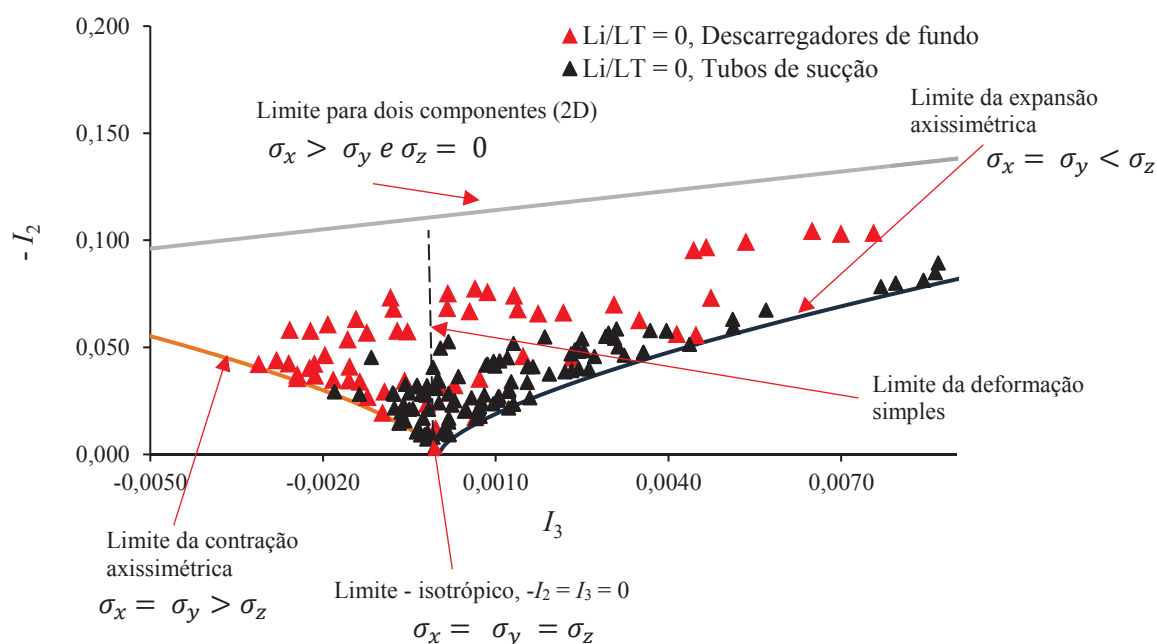 0,200
Li/LT = 0, Descarregadores de fundo
Li/LT = 0, Tubos de sucção
Limite para dois componentes (2D)
σx > σy e σz = 0
Limite da expansão
axissimétrica
σx = σy < σz
0,150
0,100
0,050
0,000
- I2
Limite da deformação
simples
-0,0050
-0,0020
0,0010
0,0040
0,0070
I3
Limite da contração
axissimétrica
σx = σy > σz
Limite - isotrópico, -I2 = I3 = 0
σx = σy = σz